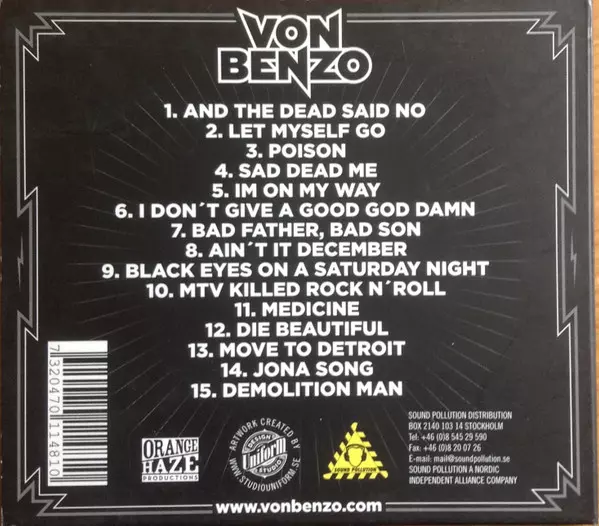 VON
BENZO
1. AND THE DEAD SAID NO
2. LET MYSELF GO
3. POISON
4. SAD DEAD ME
5. IM ON MY WAY
6. I DON´T GIVE A GOOD GOD DAMN
7. BAD FATHER, BAD SON
8. AIN´T IT DECEMBER
9. BLACK EYES ON A SATURDAY NIGHT
10. MTV KILLED ROCK N´ROLL
11. MEDICINE
12. DIE BEAUTIFUL
13. MOVE TO DETROIT
14. JONA SONG
15. DEMOLITION MAN
7320470114810
ORANGE
HAZE
PRODUCTIONS
ARTWORK CREATED BY
DESIGN
Uniform
STUDIO
WWW.STUDIOUNIFORM.SE
SOUND POLLUTION
SOUND POLLUTION DISTRIBUTION
BOX 2140 103 14 STOCKHOLM
Tel: +46 (0)8 545 29 590
Fax: +46 (0)8 20 07 26
E-mail: mail@soundpollution.se
SOUND POLLUTION A NORDIC
INDEPENDENT ALLIANCE COMPANY
www.vonbenzo.com